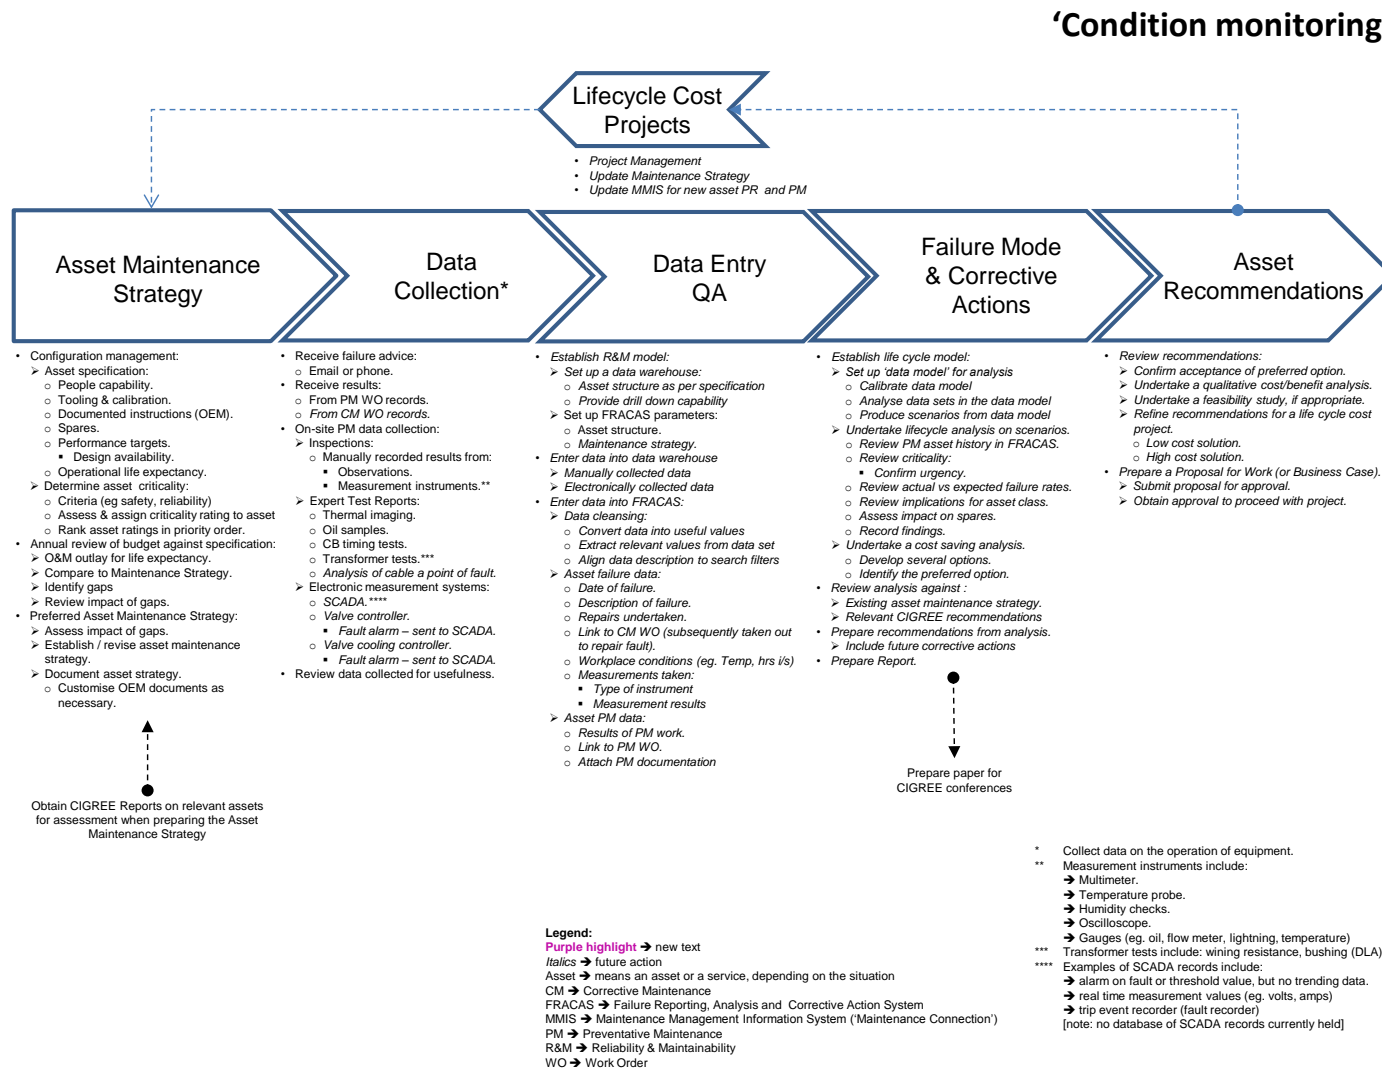 ‘Condition monitoring
Lifecycle Cost
Projects
• Project Management
• Update Maintenance Strategy
• Update MMIS for new asset PR and PM
Asset Maintenance
Strategy
Data
Collection*
Data Entry
QA
Failure Mode
& Corrective
Actions
Asset
Recommendations
• Configuration management:
➢ Asset specification:
o People capability.
o Tooling & calibration.
o Documented instructions (OEM).
o Spares.
o Performance targets.
▪ Design availability.
o Operational life expectancy.
➢ Determine asset criticality:
o Criteria (eg safety, reliability)
o Assess & assign criticality rating to asset
o Rank asset ratings in priority order.
• Annual review of budget against specification:
➢ O&M outlay for life expectancy.
➢ Compare to Maintenance Strategy.
➢ Identify gaps
➢ Review impact of gaps.
• Preferred Asset Maintenance Strategy:
➢ Assess impact of gaps.
➢ Establish / revise asset maintenance
strategy.
➢ Document asset strategy.
o Customise OEM documents as
necessary.
Obtain CIGREE Reports on relevant assets
for assessment when preparing the Asset
Maintenance Strategy
• Receive failure advice:
o Email or phone.
• Receive results:
o From PM WO records.
o From CM WO records.
• On-site PM data collection:
➢ Inspections:
o Manually recorded results from:
▪ Observations.
▪ Measurement instruments.**
➢ Expert Test Reports:
o Thermal imaging.
o Oil samples.
o CB timing tests.
o Transformer tests.***
o Analysis of cable a point of fault.
➢ Electronic measurement systems:
o SCADA.****
o Valve controller.
▪ Fault alarm – sent to SCADA.
o Valve cooling controller.
▪ Fault alarm – sent to SCADA.
• Review data collected for usefulness.
• Establish R&M model:
➢ Set up a data warehouse:
o Asset structure as per specification
o Provide drill down capability
➢ Set up FRACAS parameters:
o Asset structure.
o Maintenance strategy.
• Enter data into data warehouse
➢ Manually collected data
➢ Electronically collected data
• Enter data into FRACAS:
➢ Data cleansing:
o Convert data into useful values
o Extract relevant values from data set
o Align data description to search filters
➢ Asset failure data:
o Date of failure.
o Description of failure.
o Repairs undertaken.
o Link to CM WO (subsequently taken out
to repair fault).
o Workplace conditions (eg. Temp, hrs i/s)
o Measurements taken:
▪ Type of instrument
▪ Measurement results
➢ Asset PM data:
o Results of PM work.
o Link to PM WO.
o Attach PM documentation
• Establish life cycle model:
➢ Set up ‘data model’ for analysis
o Calibrate data model
o Analyse data sets in the data model
o Produce scenarios from data model
➢ Undertake lifecycle analysis on scenarios.
o Review PM asset history in FRACAS.
o Review criticality:
▪ Confirm urgency.
o Review actual vs expected failure rates.
o Review implications for asset class.
o Assess impact on spares.
o Record findings.
➢ Undertake a cost saving analysis.
o Develop several options.
o Identify the preferred option.
• Review analysis against :
➢ Existing asset maintenance strategy.
➢ Relevant CIGREE recommendations
• Prepare recommendations from analysis.
➢ Include future corrective actions
• Prepare Report.
Prepare paper for
CIGREE conferences
• Review recommendations:
➢ Confirm acceptance of preferred option.
➢ Undertake a qualitative cost/benefit analysis.
➢ Undertake a feasibility study, if appropriate.
➢ Refine recommendations for a life cycle cost
project.
o Low cost solution.
o High cost solution.
• Prepare a Proposal for Work (or Business Case).
➢ Submit proposal for approval.
➢ Obtain approval to proceed with project.
* Collect data on the operation of equipment.
** Measurement instruments include:
➔ Multimeter.
➔ Temperature probe.
➔ Humidity checks.
➔ Oscilloscope.
➔ Gauges (eg. oil, flow meter, lightning, temperature)
*** Transformer tests include: wining resistance, bushing (DLA)
**** Examples of SCADA records include:
➔ alarm on fault or threshold value, but no trending data.
➔ real time measurement values (eg. volts, amps)
➔ trip event recorder (fault recorder)
[note: no database of SCADA records currently held]
Legend:
Purple highlight ➔ new text
Italics ➔ future action
Asset ➔ means an asset or a service, depending on the situation
CM ➔ Corrective Maintenance
FRACAS ➔ Failure Reporting, Analysis and Corrective Action System
MMIS ➔ Maintenance Management Information System (‘Maintenance Connection’)
PM ➔ Preventative Maintenance
R&M ➔ Reliability & Maintainability
WO ➔ Work Order